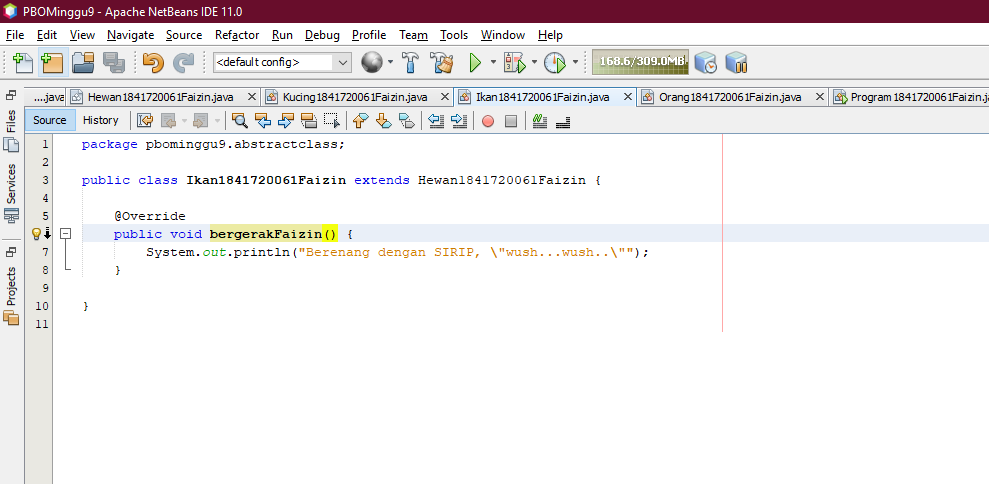 PBOMinggu9 - Apache NetBeans IDE 11.0
File Edit View Navigate Source Refactor Run Debug Profile Team Tools Window Help
<default config> 168.6/309.0MB
....java Hewan1841720061Faizin.java Kucing1841720061Faizin.java Ikan1841720061Faizin.java Orang1841720061Faizin.java Program1841720061Faizin.ja
Files
Services
Projects
Source History
1 package pbominggu9.abstractclass;
2
3 public class Ikan1841720061Faizin extends Hewan1841720061Faizin {
4
5 @Override
public void bergerakFaizin() {
7 System.out.println("Berenang dengan SIRIP, \"wush...wush..\"");
8 }
9
10 }
11